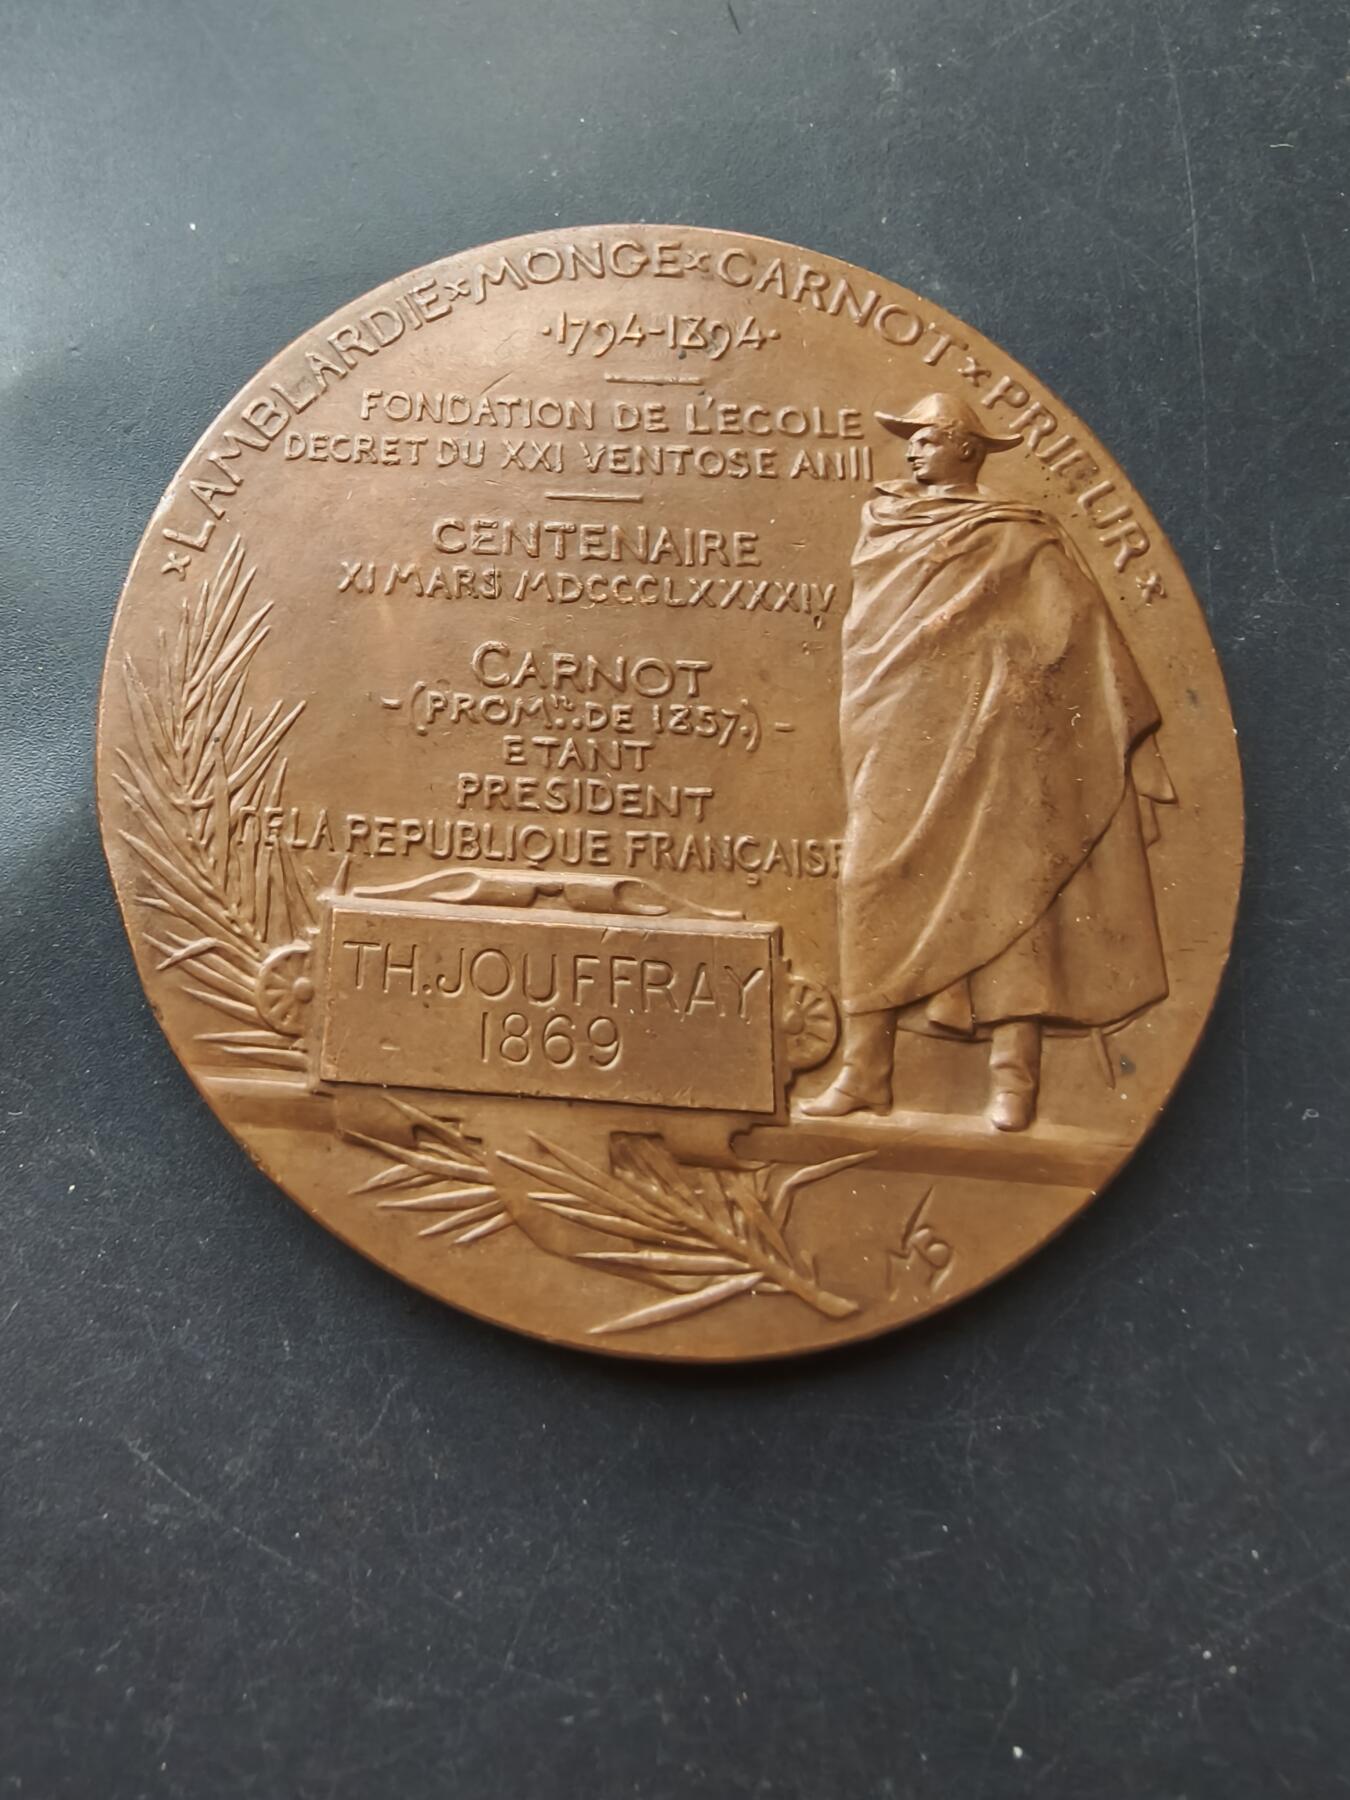 x LAMBLARDIE x MONGE x CARNOT x PRIEUR x
·1794-1894·
FONDATION DE L'ECOLE
DECRET DU XXI VENTOSE AN II
CENTENAIRE
XI MARS MDCCCLXXXXIV
CARNOT
-(PROMon. DE 1857.)-
ETANT
PRESIDENT
DE LA REPUBLIQUE FRANÇAISE
TH. JOUFFRAY
1869